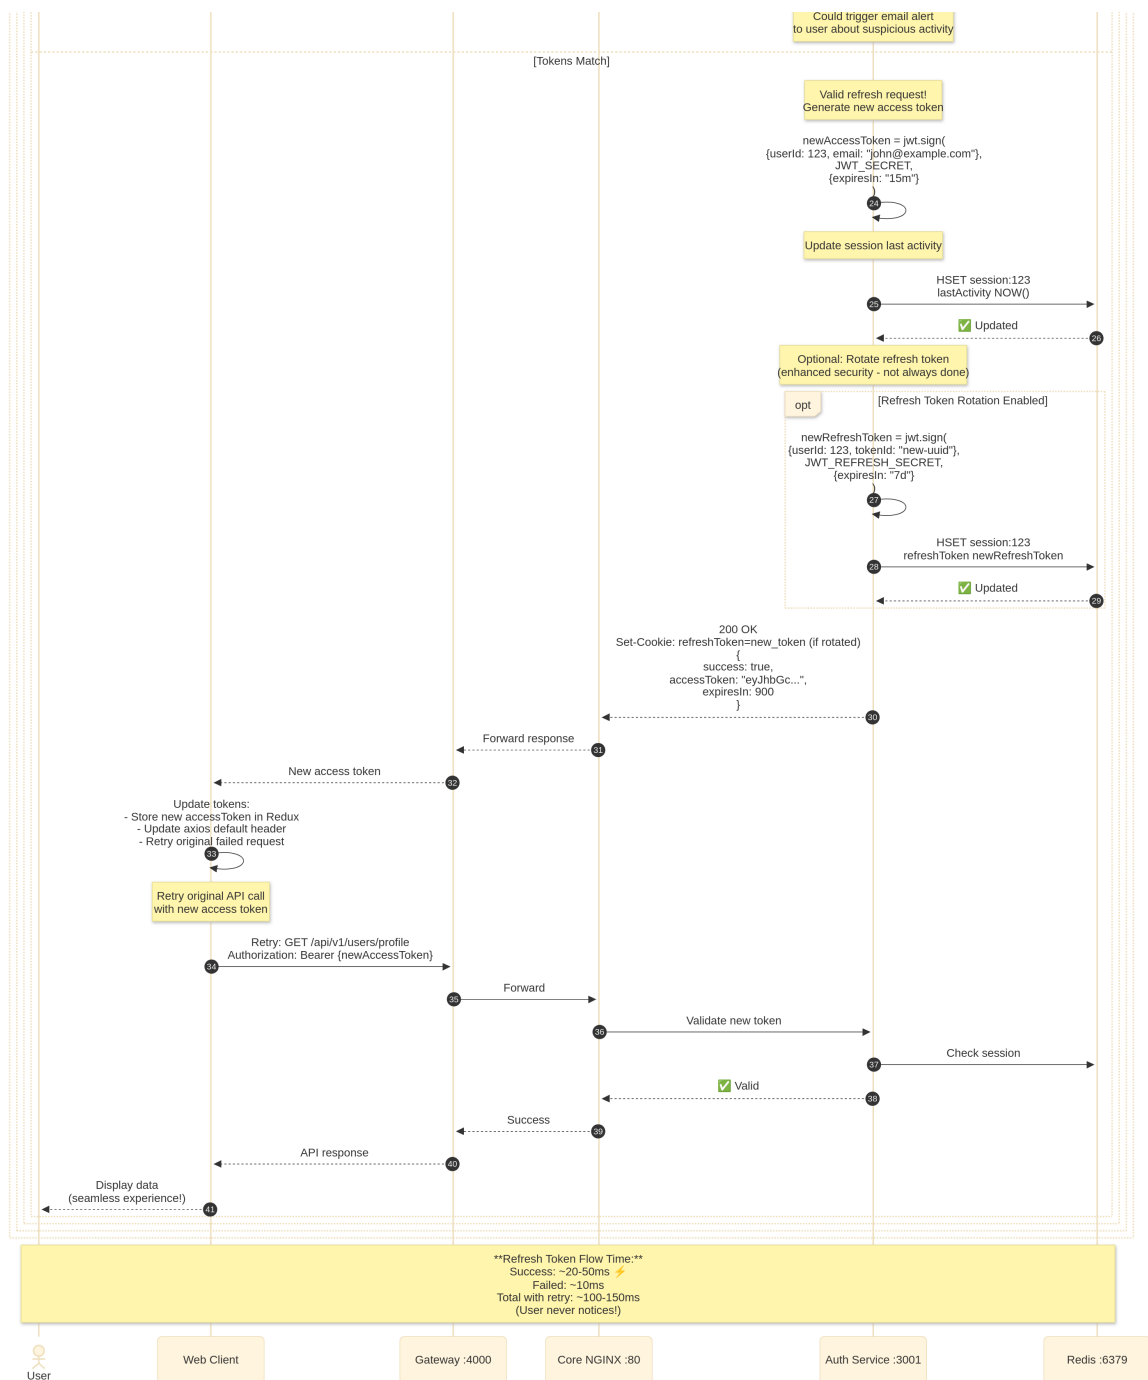 Could trigger email alert
to user about suspicious activity
[Tokens Match]
Valid refresh request!
Generate new access token
newAccessToken = jwt.sign(
{userId: 123, email: "john@example.com"},
JWT_SECRET,
{expiresIn: "15m"}
)
24
Update session last activity
HSET session:123
lastActivity NOW()
25
✅ Updated
26
Optional: Rotate refresh token
(enhanced security - not always done)
opt
[Refresh Token Rotation Enabled]
newRefreshToken = jwt.sign(
{userId: 123, tokenId: "new-uuid"},
JWT_REFRESH_SECRET,
{expiresIn: "7d"}
)
27
HSET session:123
refreshToken newRefreshToken
28
✅ Updated
29
200 OK
Set-Cookie: refreshToken=new_token (if rotated)
{
success: true,
accessToken: "eyJhbGc...",
expiresIn: 900
}
30
Forward response
31
New access token
32
Update tokens:
- Store new accessToken in Redux
- Update axios default header
- Retry original failed request
33
Retry original API call
with new access token
Retry: GET /api/v1/users/profile
Authorization: Bearer {newAccessToken}
34
Forward
35
Validate new token
36
Check session
37
✅ Valid
38
Success
39
API response
40
Display data
(seamless experience!)
41
**Refresh Token Flow Time:**
Success: ~20-50ms ⚡
Failed: ~10ms
Total with retry: ~100-150ms
(User never notices!)
User
Web Client
Gateway :4000
Core NGINX :80
Auth Service :3001
Redis :6379